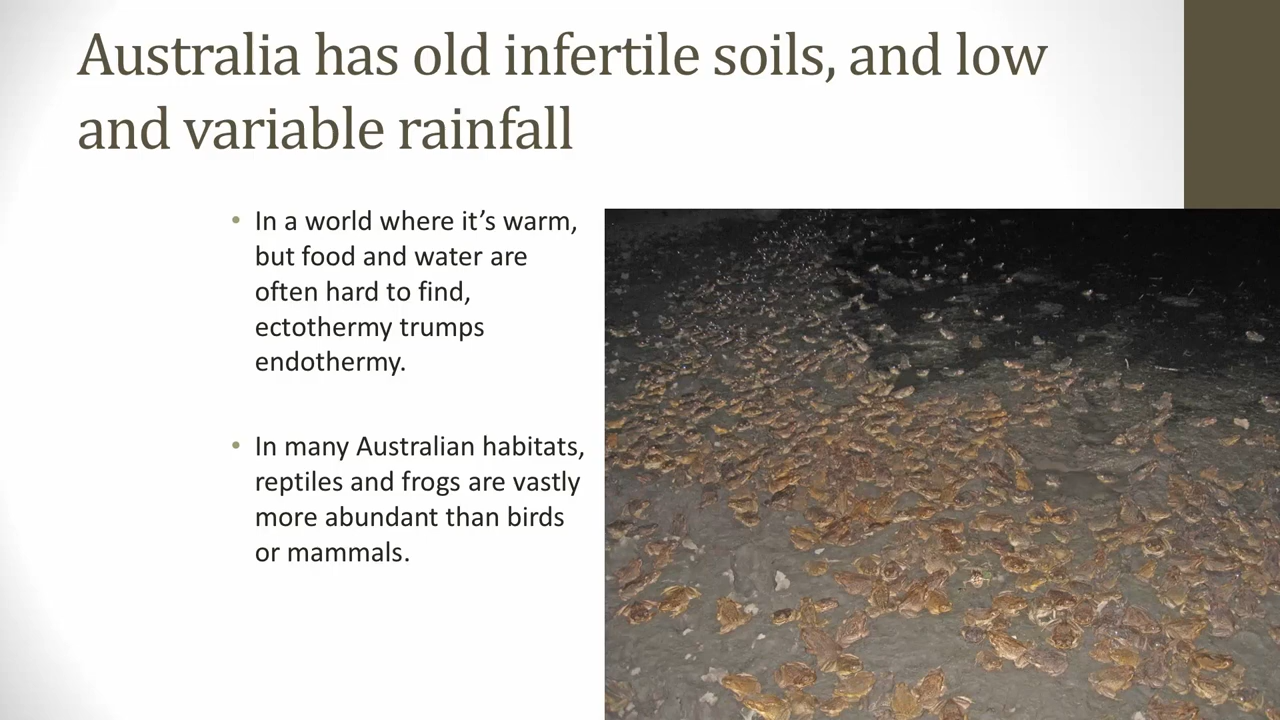 Australia has old infertile soils, and low
and variable rainfall
• In a world where it’s warm,
but food and water are
often hard to find,
ectothermy trumps
endothermy.
• In many Australian habitats,
reptiles and frogs are vastly
more abundant than birds
or mammals.